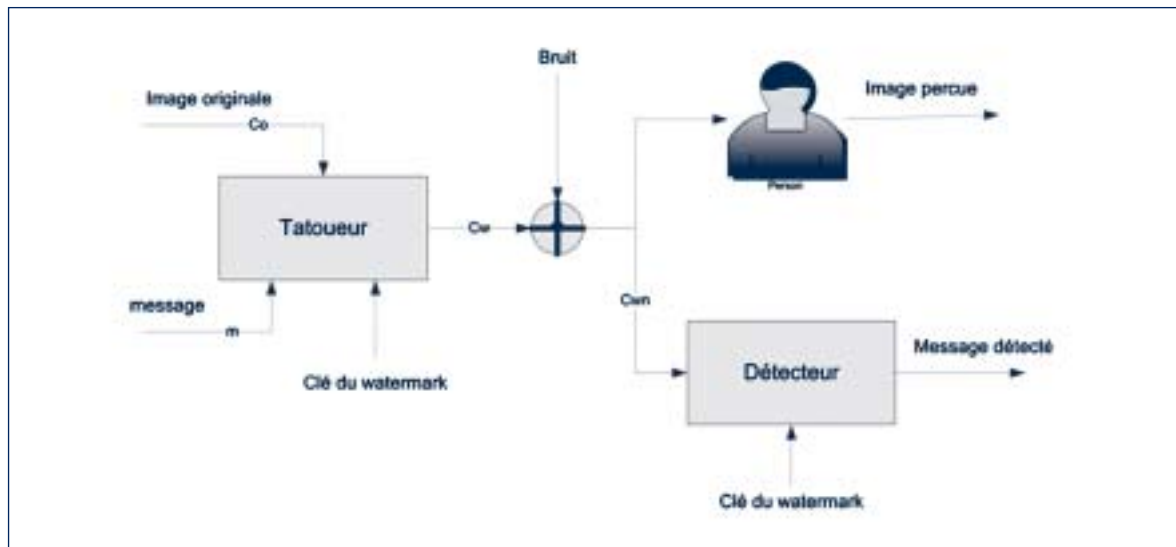 Bruit
Image originale
Co
Image percue
Person
Tatoueur
Cw
message
m
Cwn
Clé du watermark
Détecteur
Message détecté
Clé du watermark